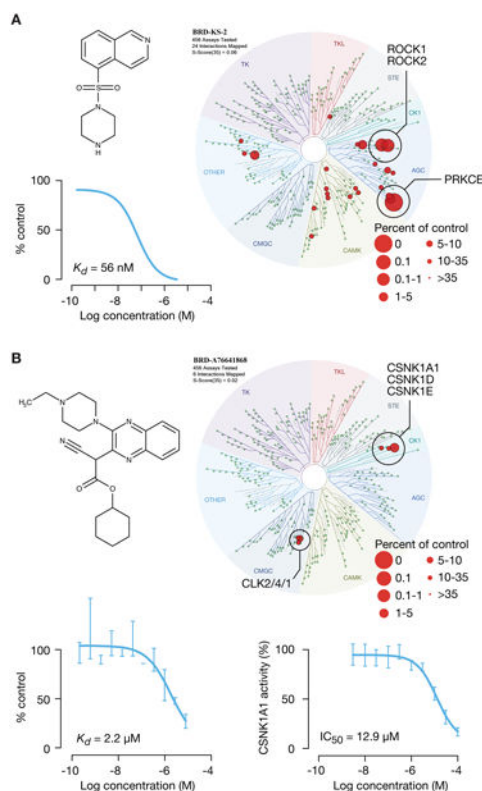 A
BRD-KS-2
456 Assays Tested
24 Interactions Mapped
S-Score(35) = 0.06
N
O
S
O
N
N
H
TK
TKL
STE
CK1
AGC
CAMK
CMGC
OTHER
ROCK1
ROCK2
PRKCE
Percent of control
0
0.1
0.1-1
1-5
5-10
10-35
>35
100
50
0
% control
Kd = 56 nM
-10 -8 -6 -4
Log concentration (M)
B
BRD-A76641868
456 Assays Tested
6 Interactions Mapped
S-Score(35) = 0.02
H3C
N
N
N
N
N
O
O
TK
TKL
STE
CK1
AGC
CAMK
CMGC
OTHER
CSNK1A1
CSNK1D
CSNK1E
CLK2/4/1
Percent of control
0
0.1
0.1-1
1-5
5-10
10-35
>35
100
50
0
% control
Kd = 2.2 µM
-10 -8 -6 -4
Log concentration (M)
100
50
0
CSNK1A1 activity (%)
IC50 = 12.9 µM
-10 -8 -6 -4
Log concentration (M)